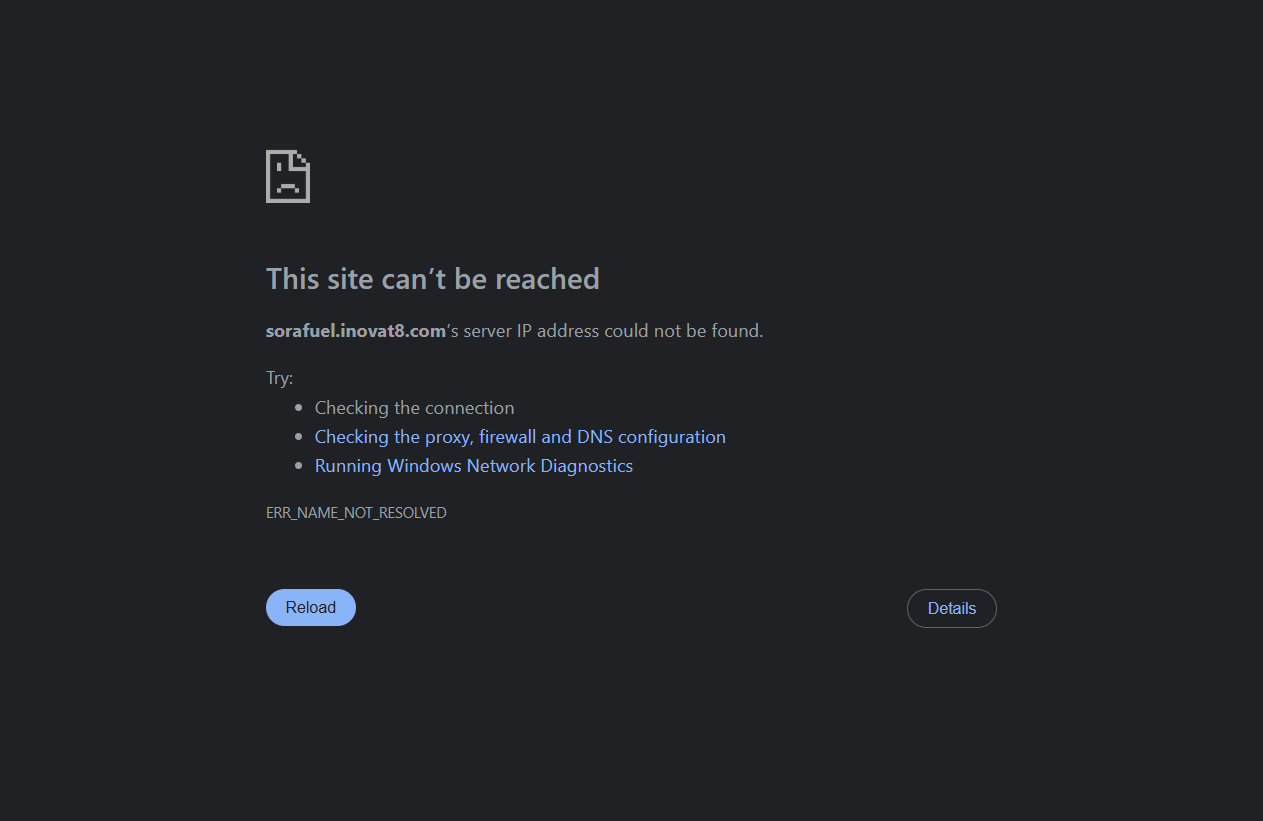 This site can’t be reached
sorafuel.inovat8.com’s server IP address could not be found.
Try:
Checking the connection
Checking the proxy, firewall and DNS configuration
Running Windows Network Diagnostics
ERR_NAME_NOT_RESOLVED
Reload
Details